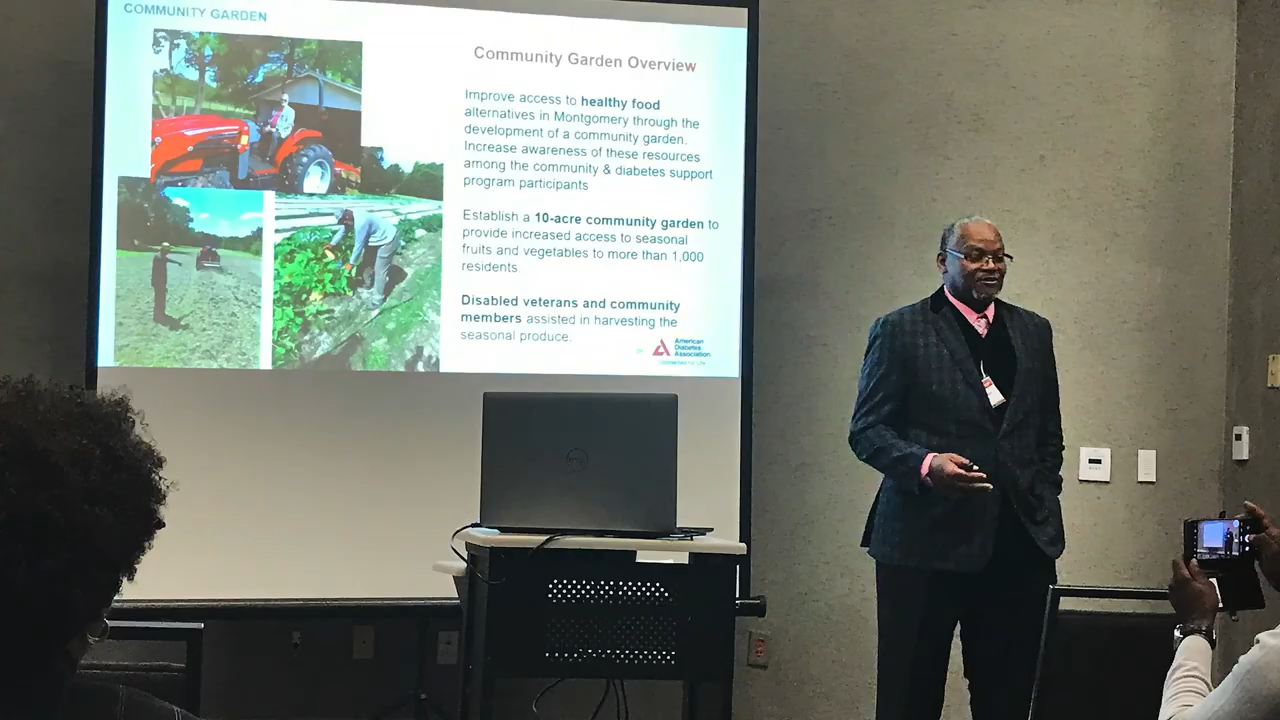 COMMUNITY GARDEN
Community Garden Overview
Improve access to healthy food
alternatives in Montgomery through the
development of a community garden.
Increase awareness of these resources
among the community & diabetes support
program participants
Establish a 10-acre community garden to
provide increased access to seasonal
fruits and vegetables to more than 1,000
residents.
Disabled veterans and community
members assisted in harvesting the
seasonal produce.
American
Diabetes
Association.
DELL